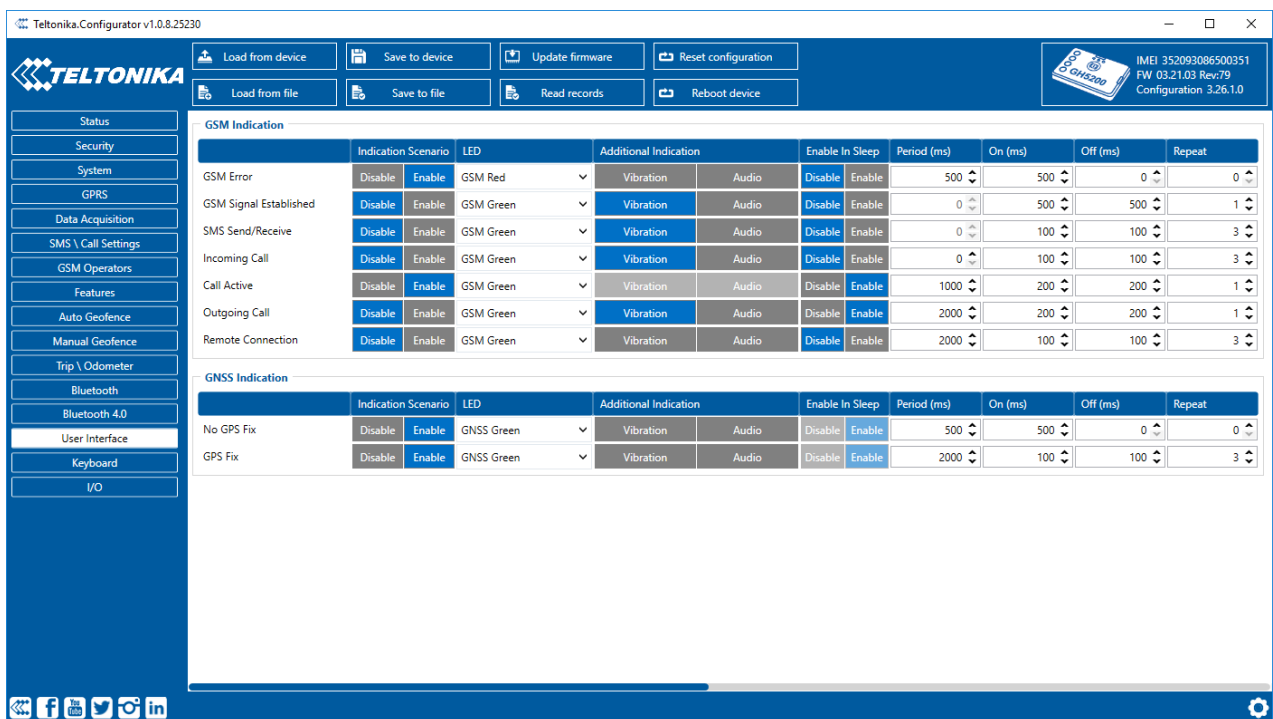 Teltonika.Configurator v1.0.8.25230
TELTONIKA
Load from device Save to device Update firmware Reset configuration
Load from file Save to file Read records Reboot device
GH5200
IMEI 352093086500351
FW 03.21.03 Rev:79
Configuration 3.26.1.0
Status
Security
System
GPRS
Data Acquisition
SMS \ Call Settings
GSM Operators
Features
Auto Geofence
Manual Geofence
Trip \ Odometer
Bluetooth
Bluetooth 4.0
User Interface
Keyboard
I/O
GSM Indication
Indication Scenario LED Additional Indication Enable In Sleep Period (ms) On (ms) Off (ms) Repeat
GSM Error Disable Enable GSM Red Vibration Audio Disable Enable 500 500 0 0
GSM Signal Established Disable Enable GSM Green Vibration Audio Disable Enable 0 500 500 1
SMS Send/Receive Disable Enable GSM Green Vibration Audio Disable Enable 0 100 100 3
Incoming Call Disable Enable GSM Green Vibration Audio Disable Enable 0 100 100 3
Call Active Disable Enable GSM Green Vibration Audio Disable Enable 1000 200 200 1
Outgoing Call Disable Enable GSM Green Vibration Audio Disable Enable 2000 200 200 1
Remote Connection Disable Enable GSM Green Vibration Audio Disable Enable 2000 100 100 3
GNSS Indication
Indication Scenario LED Additional Indication Enable In Sleep Period (ms) On (ms) Off (ms) Repeat
No GPS Fix Disable Enable GNSS Green Vibration Audio Disable Enable 500 500 0 0
GPS Fix Disable Enable GNSS Green Vibration Audio Disable Enable 2000 100 100 3
f You Tube in